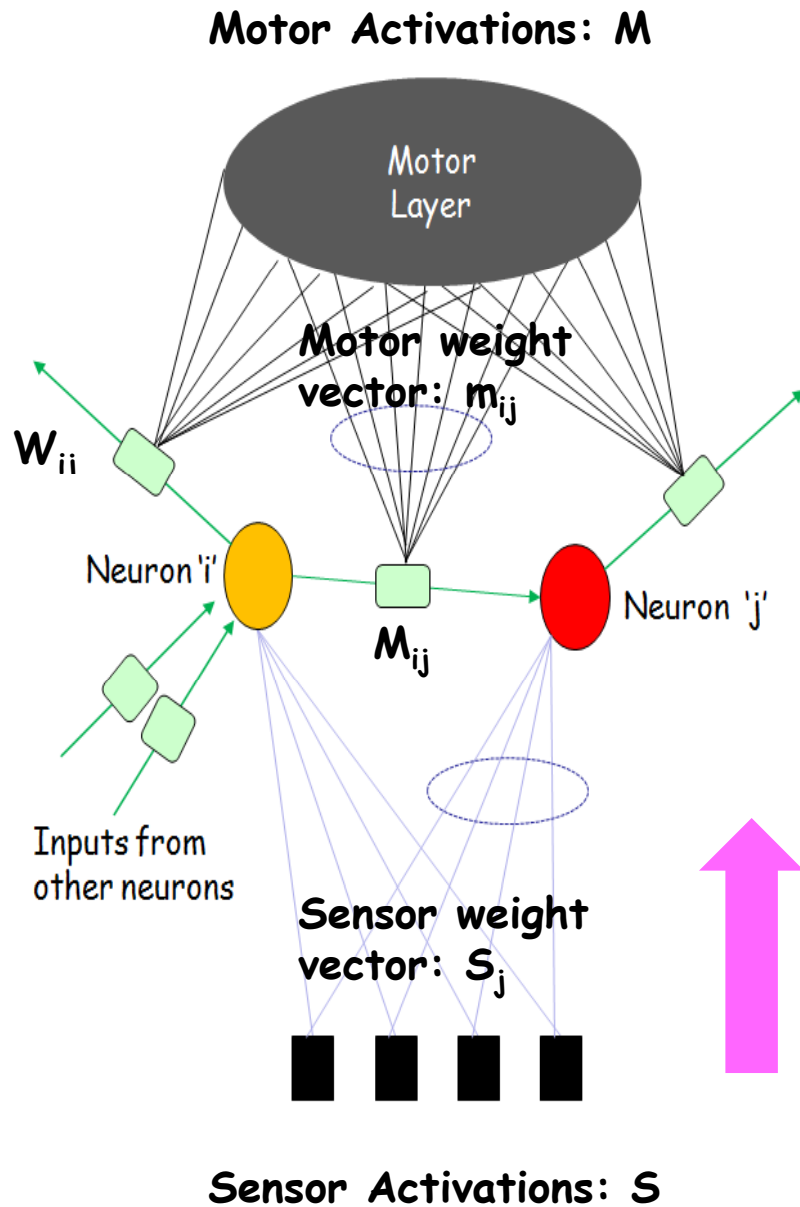 Motor Activations: M
Motor
Layer
Motor weight
vector: mij
Wii
Neuron 'i'
Neuron 'j'
Mij
Inputs from
other neurons
Sensor weight
vector: Sj
Sensor Activations: S